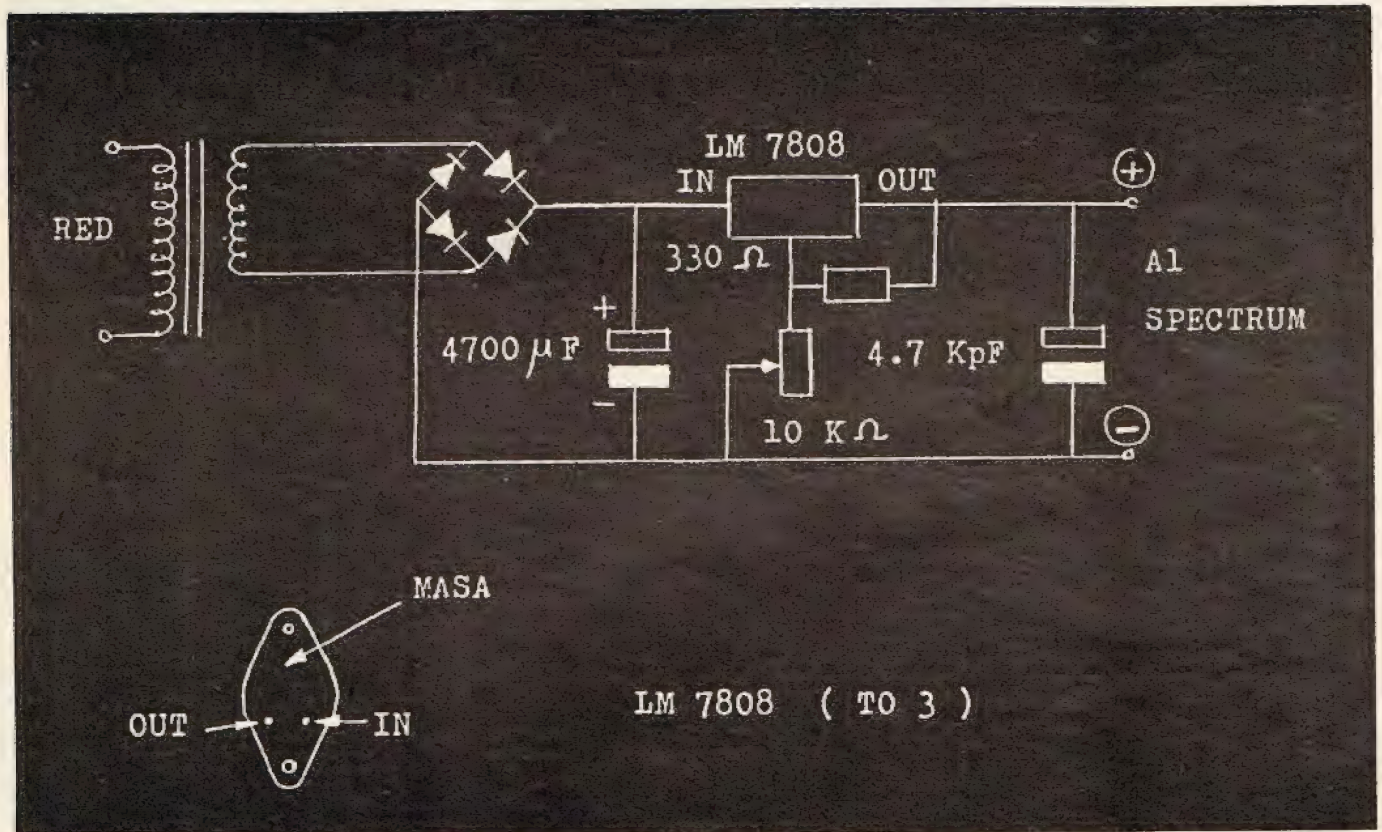 LM 7808
IN OUT
RED
330 Ω
Al
SPECTRUM
+
4700 μF
-
4.7 KpF
10 KΩ
+
-
MASA
OUT IN
LM 7808 ( TO 3 )